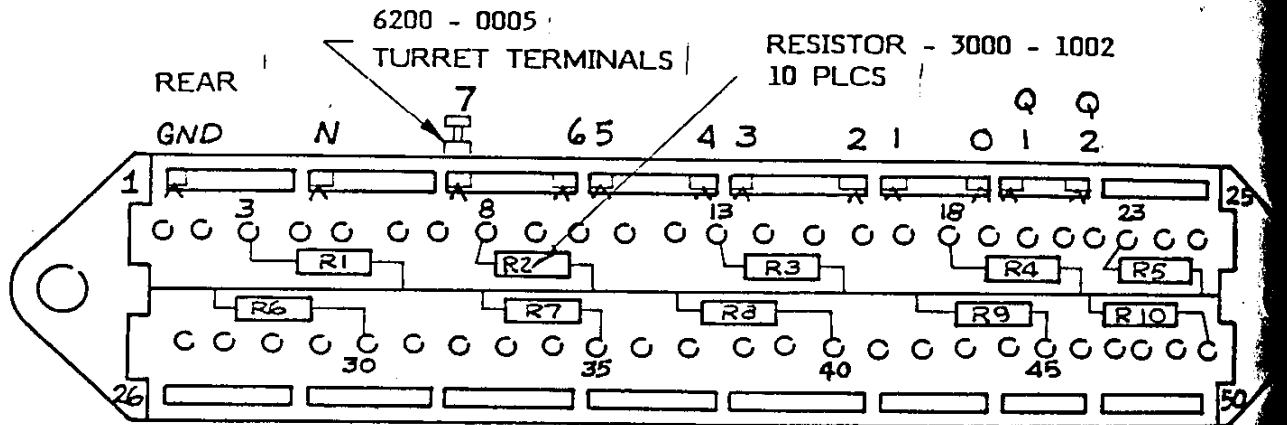 6200 - 0005
TURRET TERMINALS
RESISTOR - 3000 - 1002
10 PLCS
REAR
7
Q Q
GND N 6 5 4 3 2 1 0 1 2
1 25
3 8 13 18 23
R1 R2 R3 R4 R5
R6 R7 R8 R9 R10
30 35 40 45
26 50